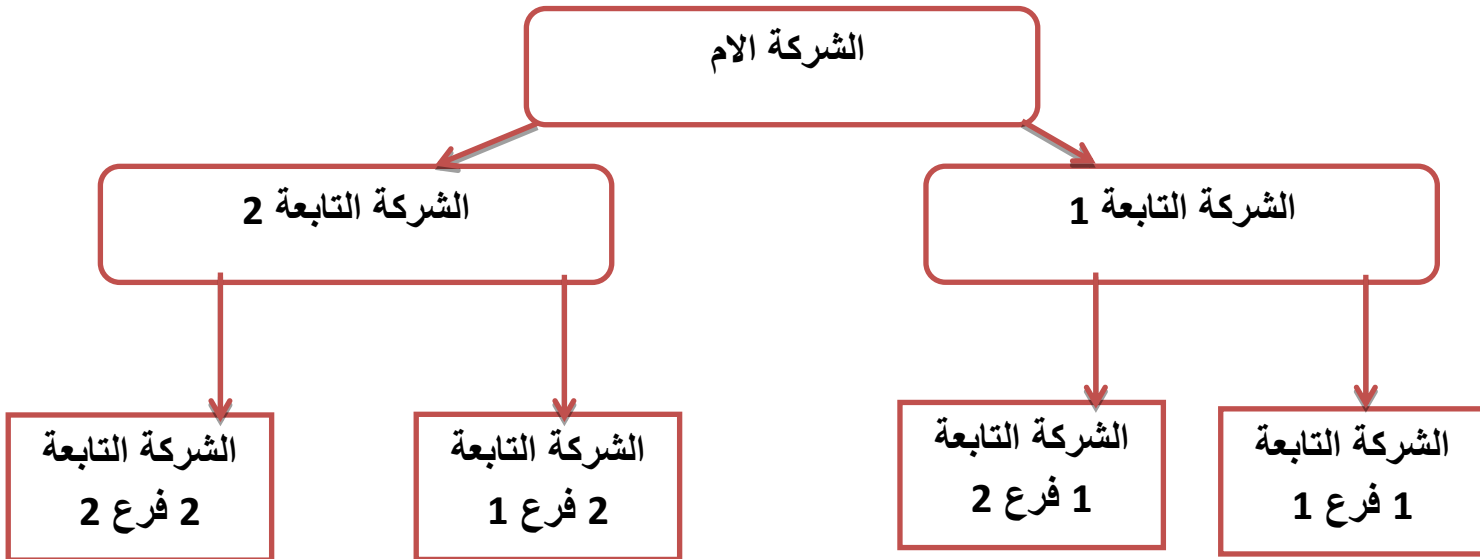 الشركة الام
الشركة التابعة 1
الشركة التابعة 2
الشركة التابعة
1 فرع 1
الشركة التابعة
1 فرع 2
الشركة التابعة
2 فرع 1
الشركة التابعة
2 فرع 2